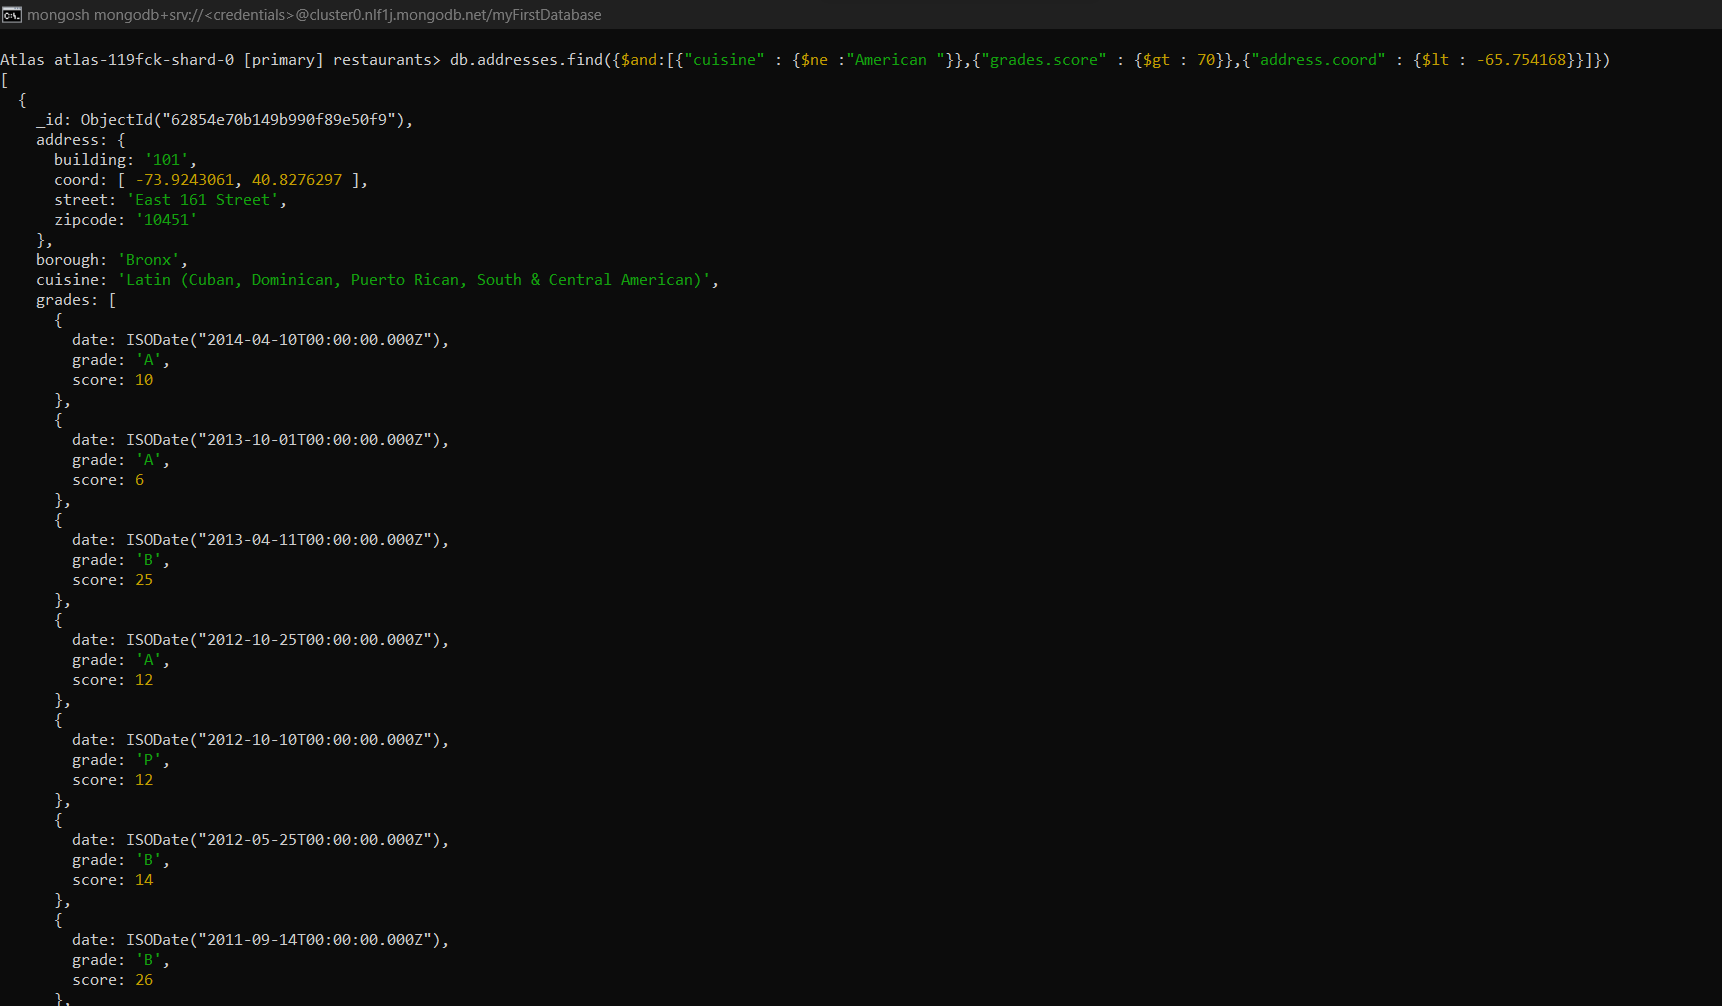 mongosh mongodb+srv://<credentials>@cluster0.nlf1j.mongodb.net/myFirstDatabase
Atlas atlas-119fck-shard-0 [primary] restaurants> db.addresses.find({$and:[{"cuisine" : {$ne :"American "}},{"grades.score" : {$gt : 70}},{"address.coord" : {$lt : -65.754168}}]})
[
  {
    _id: ObjectId("62854e70b149b990f89e50f9"),
    address: {
      building: '101',
      coord: [ -73.9243061, 40.8276297 ],
      street: 'East 161 Street',
      zipcode: '10451'
    },
    borough: 'Bronx',
    cuisine: 'Latin (Cuban, Dominican, Puerto Rican, South & Central American)',
    grades: [
      {
        date: ISODate("2014-04-10T00:00:00.000Z"),
        grade: 'A',
        score: 10
      },
      {
        date: ISODate("2013-10-01T00:00:00.000Z"),
        grade: 'A',
        score: 6
      },
      {
        date: ISODate("2013-04-11T00:00:00.000Z"),
        grade: 'B',
        score: 25
      },
      {
        date: ISODate("2012-10-25T00:00:00.000Z"),
        grade: 'A',
        score: 12
      },
      {
        date: ISODate("2012-10-10T00:00:00.000Z"),
        grade: 'P',
        score: 12
      },
      {
        date: ISODate("2012-05-25T00:00:00.000Z"),
        grade: 'B',
        score: 14
      },
      {
        date: ISODate("2011-09-14T00:00:00.000Z"),
        grade: 'B',
        score: 26
      },